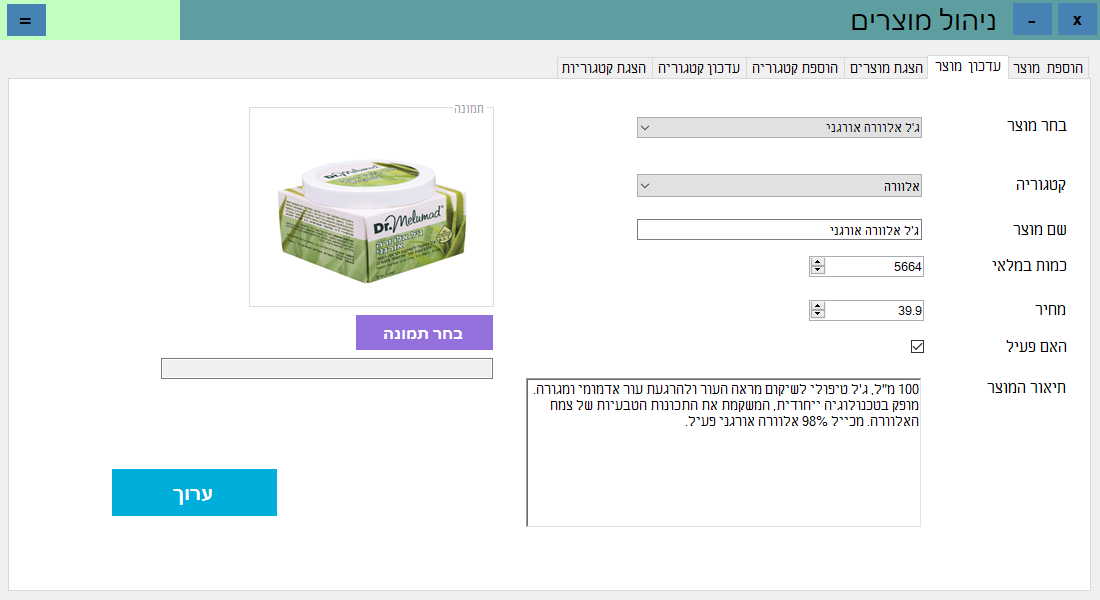 =
ניהול מוצרים
-
x
הוספת מוצר
עדכון מוצר
הצגת מוצרים
הוספת קטגוריה
עדכון קטגוריה
הצגת קטגוריות
בחר מוצר
ג'ל אלוורה אורגני
קטגוריה
אלוורה
שם מוצר
ג'ל אלוורה אורגני
כמות במלאי
5664
מחיר
39.9
האם פעיל
תיאור המוצר
100 מ"ל, ג'ל טיפולי לשיקום מראה העור ולהרגעת עור אדמומי ומגורה.
מופק בטכנולוגיה ייחודית, המשקמת את התכונות הטבעיות של צמח
האלוורה. מכייל 98% אלוורה אורגני פעיל.
תמונה
Dr.Melumad
Dr.Melumad
ג'ל אלוורה
אורגני
בחר תמונה
ערוך